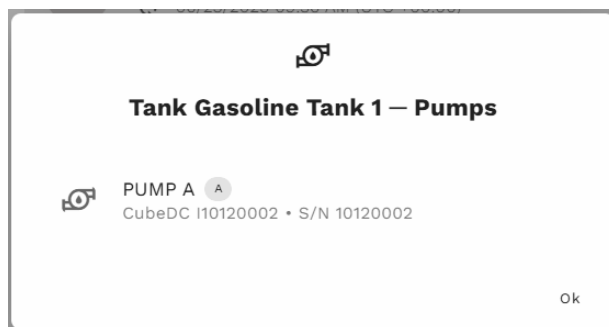 Tank Gasoline Tank 1 — Pumps
PUMP A A
CubeDC I10120002 • S/N 10120002
Ok